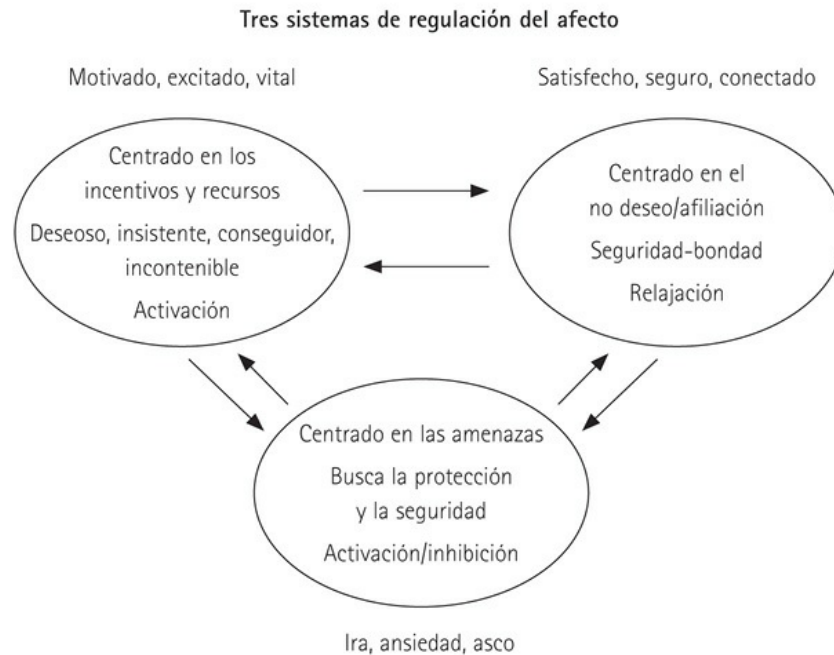 Tres sistemas de regulación del afecto
Motivado, excitado, vital
Satisfecho, seguro, conectado
Centrado en los
incentivos y recursos
Deseoso, insistente, conseguidor,
incontenible
Activación
Centrado en el
no deseo/afiliación
Seguridad-bondad
Relajación
Centrado en las amenazas
Busca la protección
y la seguridad
Activación/inhibición
Ira, ansiedad, asco